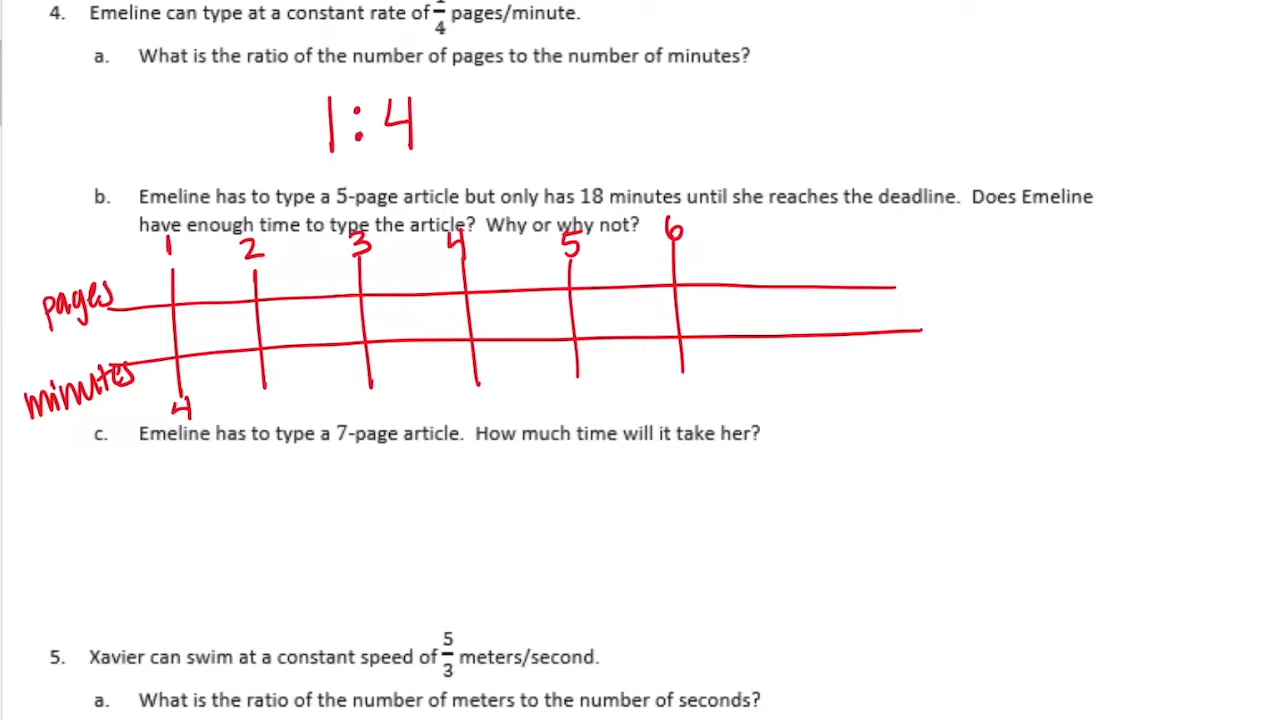 4. Emeline can type at a constant rate of 1/4 pages/minute.
a. What is the ratio of the number of pages to the number of minutes?
1:4
b. Emeline has to type a 5-page article but only has 18 minutes until she reaches the deadline. Does Emeline
have enough time to type the article? Why or why not?
1 2 3 4 5 6
pages
minutes
4
c. Emeline has to type a 7-page article. How much time will it take her?
5. Xavier can swim at a constant speed of 5/3 meters/second.
a. What is the ratio of the number of meters to the number of seconds?